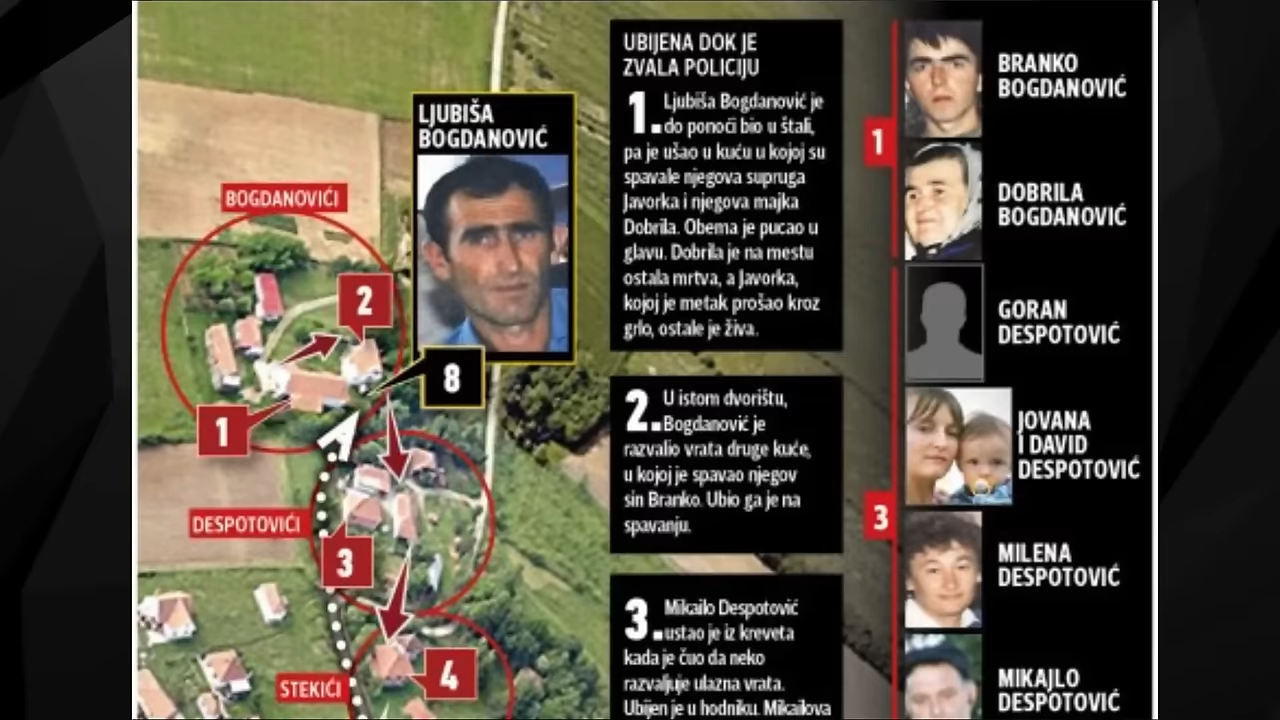 LJUBIŠA
BOGDANOVIĆ
BOGDANOVIĆI
2
8
1
DESPOTOVIĆI
3
STEKIĆI
4
UBIJENA DOK JE
ZVALA POLICIJU
1. Ljubiša Bogdanović je
do ponoći bio u štali,
pa je ušao u kuću u kojoj su
spavale njegova supruga
Javorka i njegova majka
Dobrila. Obema je pucao u
glavu. Dobrila je na mestu
ostala mrtva, a Javorka,
kojoj je metak prošao kroz
grlo, ostale je živa.
2. U istom dvorištu,
Bogdanović je
razvalio vrata druge kuće,
u kojoj je spavao njegov
sin Branko. Ubio ga je na
spavanju.
3. Mikailo Despotović
ustao je iz kreveta
kada je čuo da neko
razvaljuje ulazna vrata.
Ubijen je u hodniku. Mikailova
1
BRANKO
BOGDANOVIĆ
DOBRILA
BOGDANOVIĆ
3
GORAN
DESPOTOVIĆ
JOVANA
I DAVID
DESPOTOVIĆ
MILENA
DESPOTOVIĆ
MIKAJLO
DESPOTOVIĆ